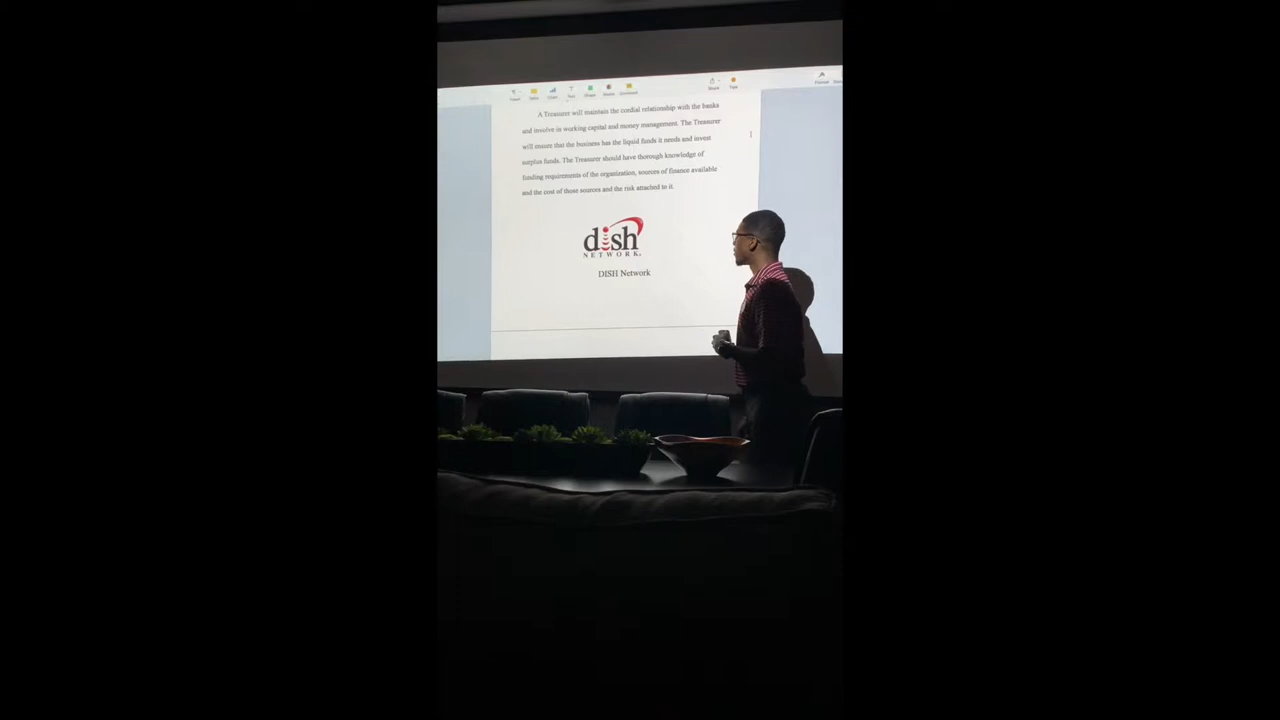 A Treasurer will maintain the cordial relationship with the banks
and involve in working capital and money management. The Treasurer
will ensure that the business has the liquid funds it needs and invest
surplus funds. The Treasurer should have thorough knowledge of
funding requirements of the organization, sources of finance available
and the cost of those sources and the risk attached to it.
dish
NETWORK
DISH Network